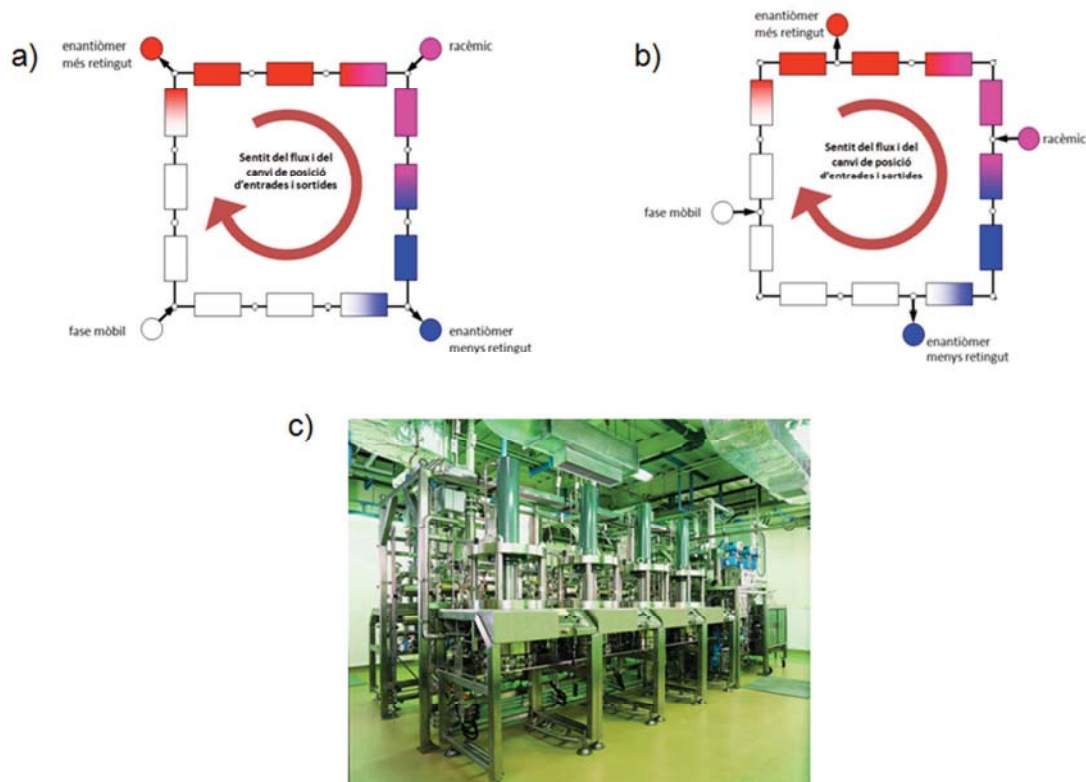 a)
enantiòmer
més retingut
racèmic
Sentit del flux i del
canvi de posició
d'entrades i sortides
fase mòbil
enantiòmer
menys retingut
b)
enantiòmer
més retingut
racèmic
Sentit del flux i del
canvi de posició
d'entrades i sortides
fase mòbil
enantiòmer
menys retingut
c)